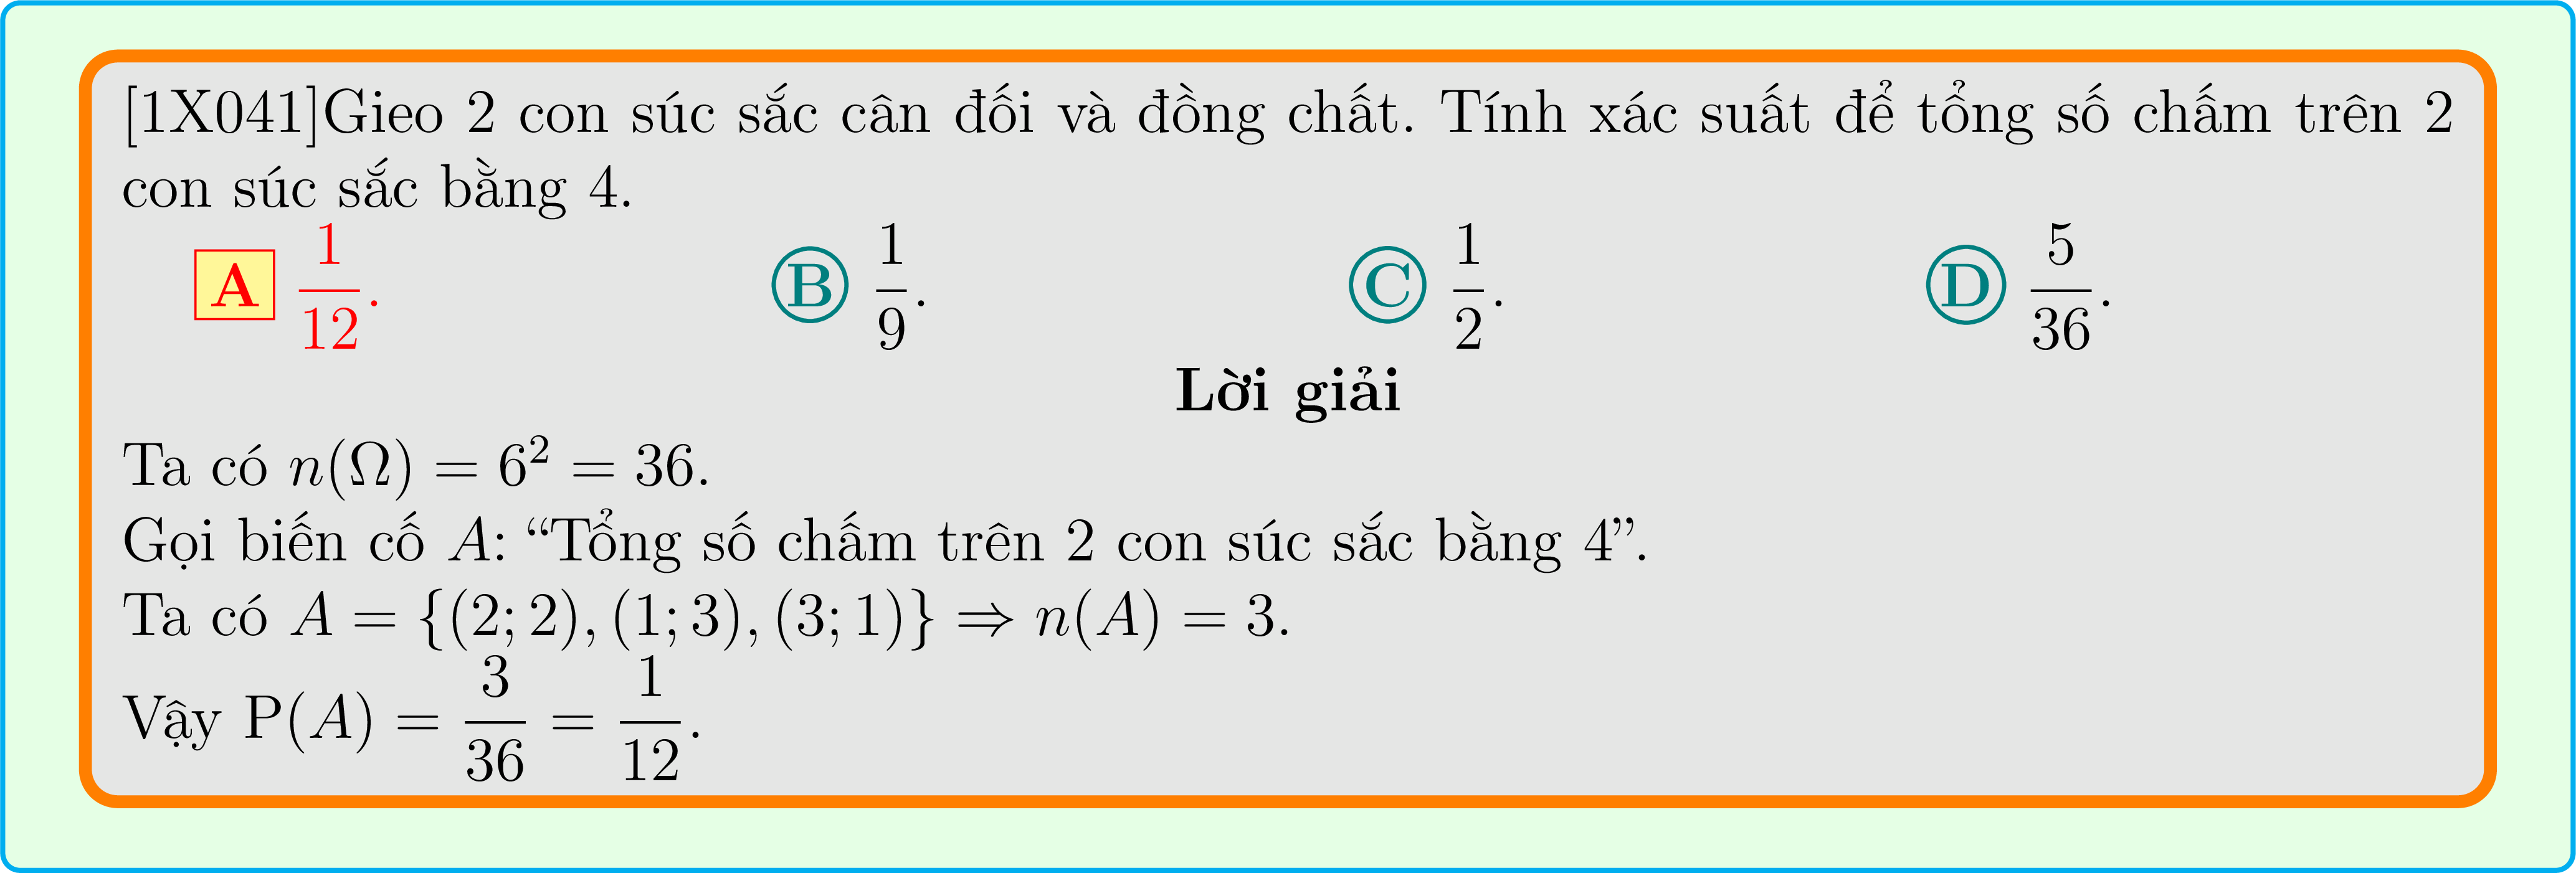 [1X041]Gieo 2 con súc sắc cân đối và đồng chất. Tính xác suất để tổng số chấm trên 2
con súc sắc bằng 4.
A $\frac{1}{12}$. B $\frac{1}{9}$. C $\frac{1}{2}$. D $\frac{5}{36}$.
Lời giải
Ta có $n(\Omega) = 6^2 = 36$.
Gọi biến cố $A$: “Tổng số chấm trên 2 con súc sắc bằng 4”.
Ta có $A = \{(2; 2), (1; 3), (3; 1)\} \Rightarrow n(A) = 3$.
Vậy $\mathrm{P}(A) = \frac{3}{36} = \frac{1}{12}$.